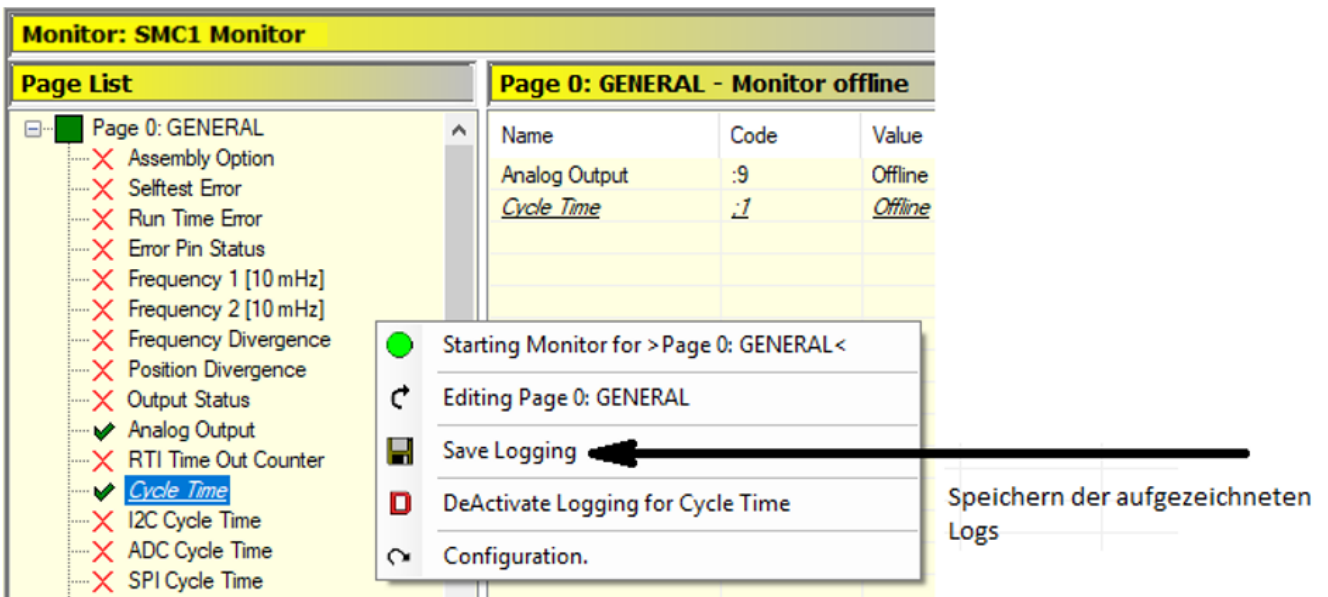 Monitor: SMC1 Monitor
Page List
Page 0: GENERAL - Monitor offline
Page 0: GENERAL
Assembly Option
Selftest Error
Run Time Error
Error Pin Status
Frequency 1 [10 mHz]
Frequency 2 [10 mHz]
Frequency Divergence
Position Divergence
Output Status
Analog Output
RTI Time Out Counter
Cycle Time
I2C Cycle Time
ADC Cycle Time
SPI Cycle Time
Name Code Value
Analog Output :9 Offline
Cycle Time :1 Offline
Starting Monitor for >Page 0: GENERAL<
Editing Page 0: GENERAL
Save Logging
DeActivate Logging for Cycle Time
Configuration.
Speichern der aufgezeichneten
Logs